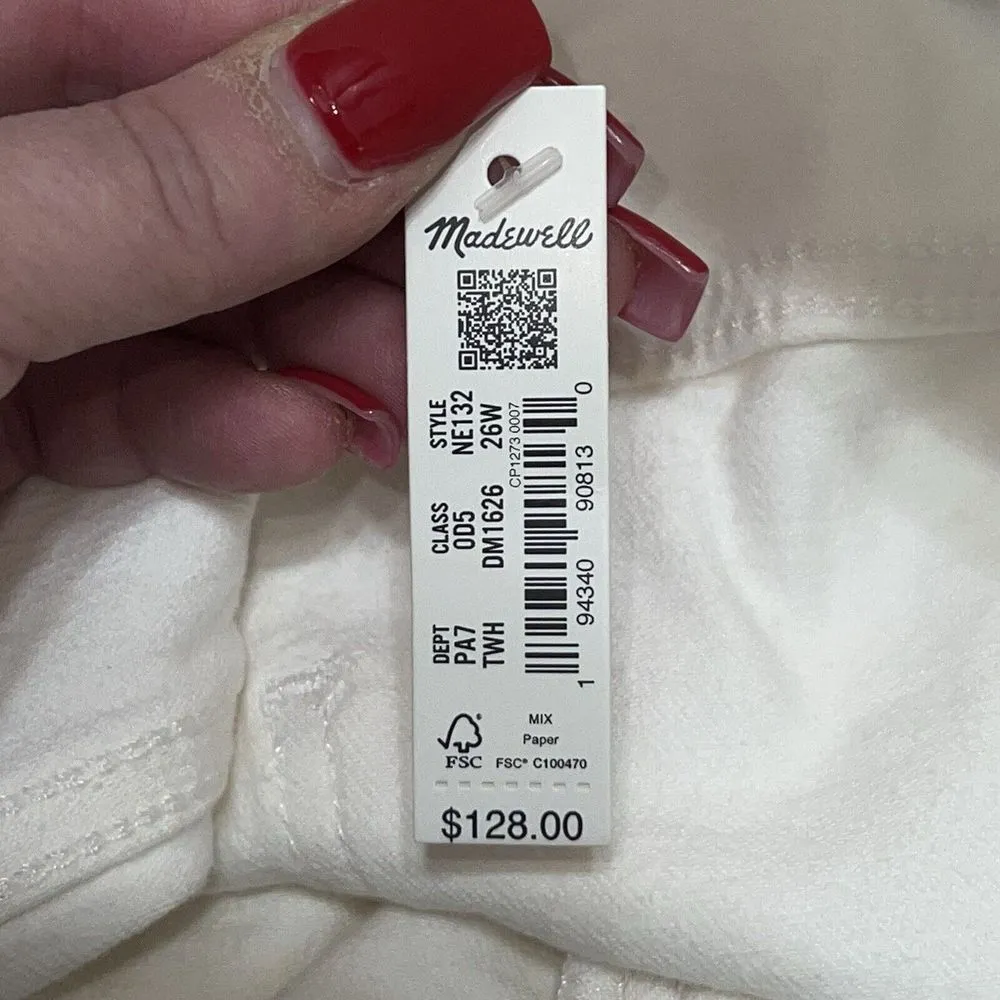 Madewell
STYLE
NE132
26W
CLASS
0D5
DM1626
DEPT
PA7
TWH
CP1273 0007
1 94340 90813 0
FSC®
MIX
Paper
FSC® C100470
$128.00